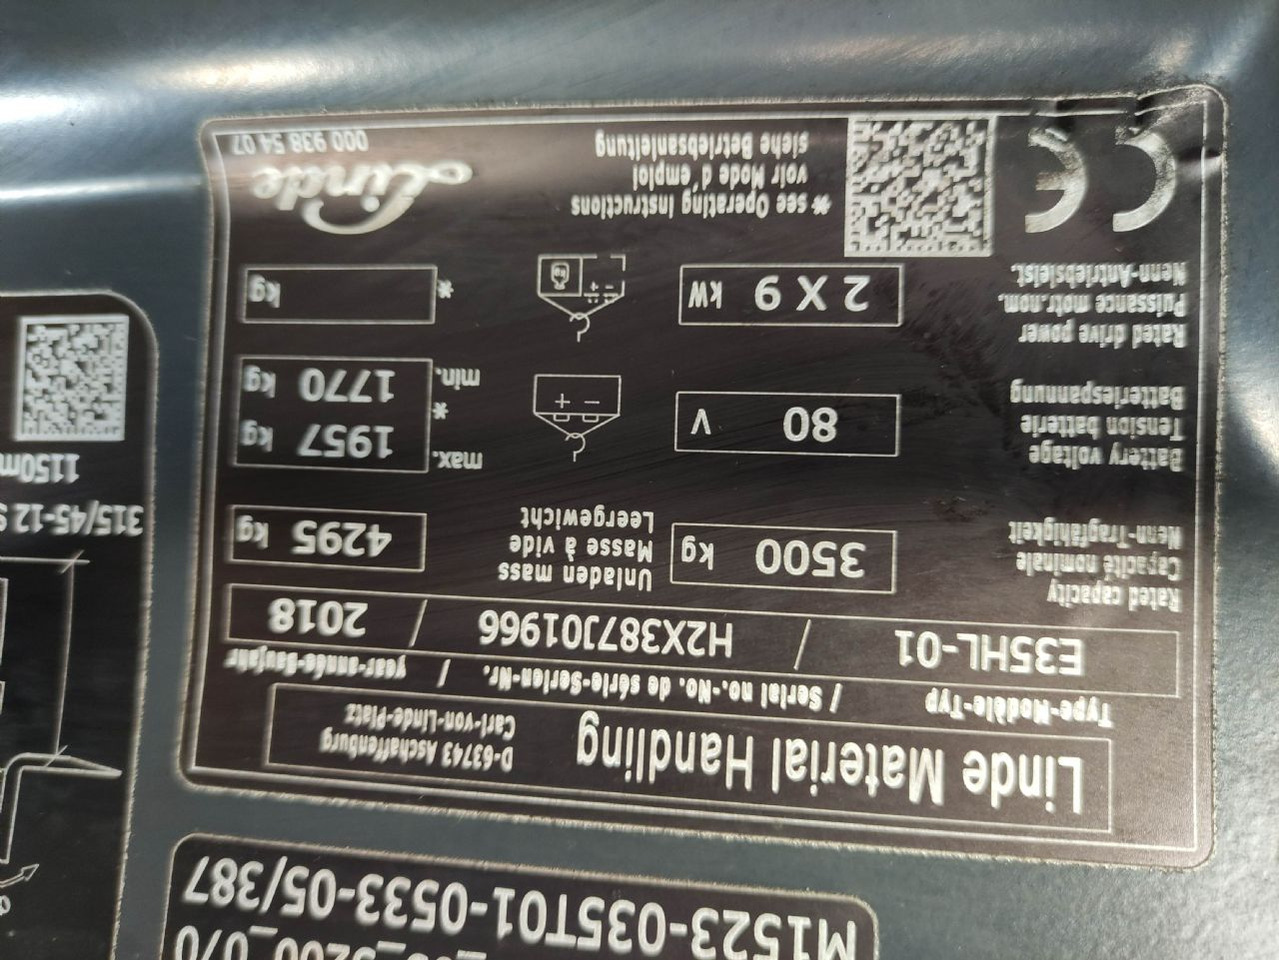 Linde Material Handling
Carl-von-Linde-Platz
D-63743 Aschaffenburg
Type-Modèle-Typ / Serial no.-No. de série-Serien-Nr. / year-année-Baujahr
E35HL-01 / H2X387J01966 / 2018
Rated capacity
Capacité nominale
Nenn-Tragfähigkeit
3500 kg
Unladen mass
Masse à vide
Leergewicht
4295 kg
Battery voltage
Tension batterie
Batteriespannung
80 V
max. 1957 kg
*
min. 1770 kg
Rated drive power
Puissance motr.nom.
Nenn-Antriebsleist.
2 X 9 kW
* kg
CE
* see Operating Instructions
voir Mode d'emploi
siehe Betriebsanleitung
Linde
000 938 54 07
M1523-035T01-0533-05/387
315/45-12 S
1150m